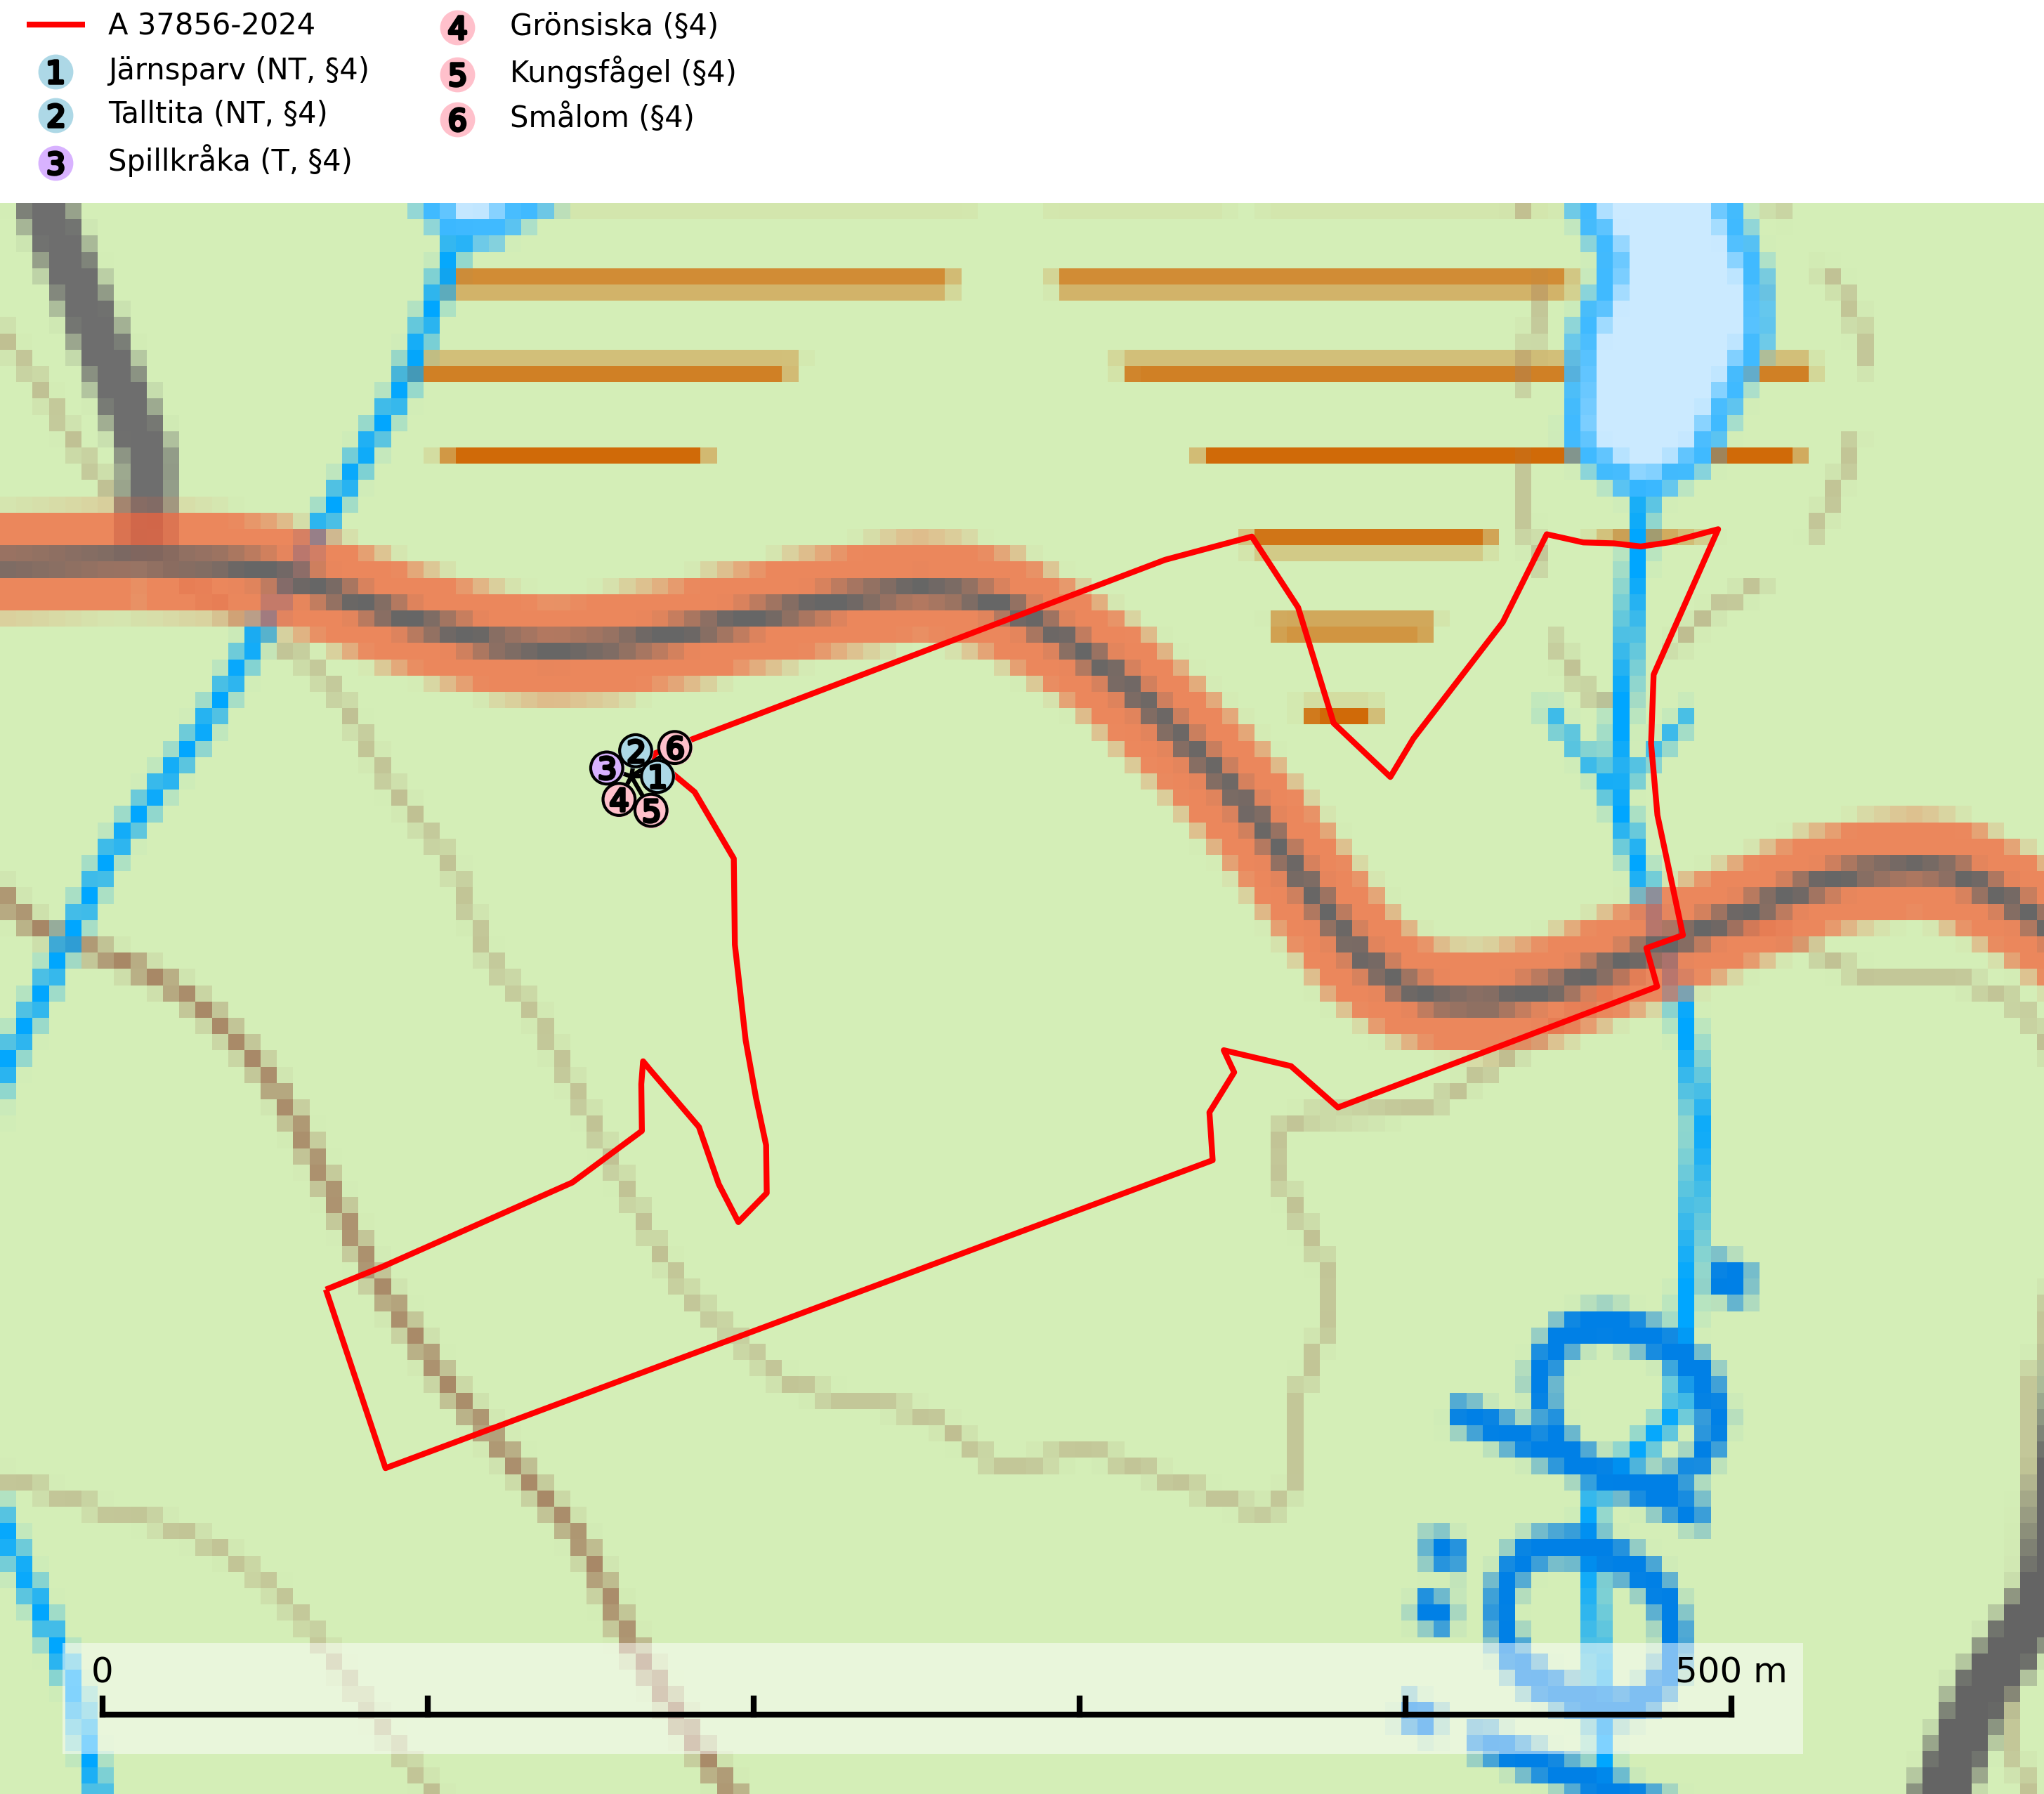 A 37856-2024
1 Järnsparv (NT, §4)
2 Talltita (NT, §4)
3 Spillkråka (T, §4)
4 Grönsiska (§4)
5 Kungsfågel (§4)
6 Smålom (§4)
2 6
3 1
4 5
0 500 m